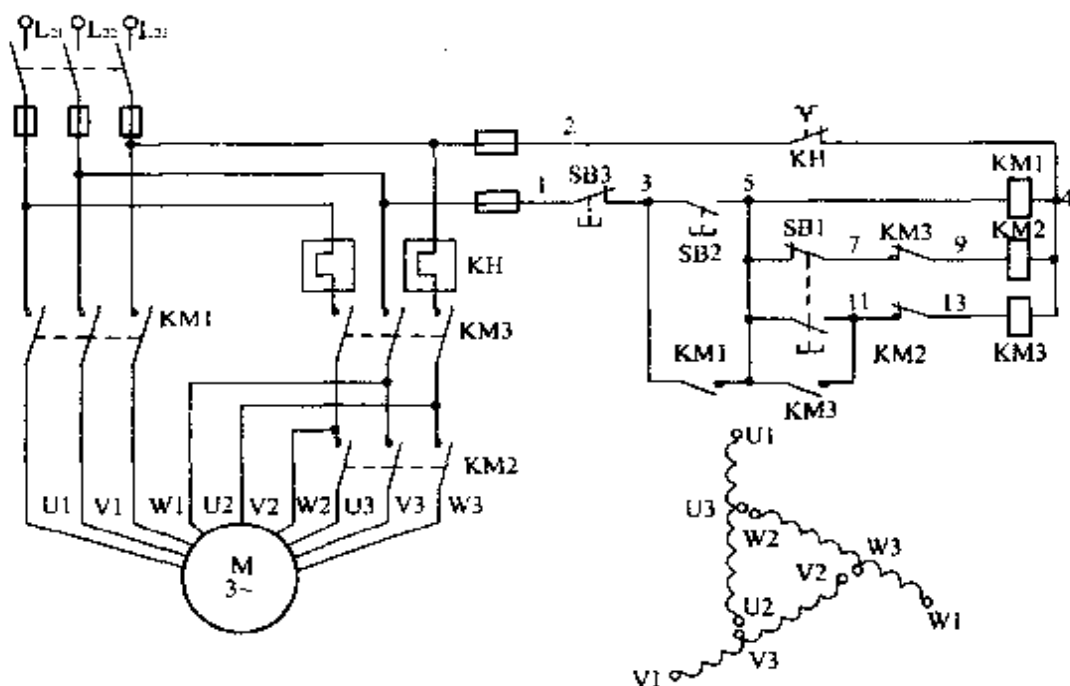 L21 L22 L23
2
KH
1 SB3 3 5 KM1 4
SB2 SB1 KM3 KM2
7 9
KH
KM1 KM3 11 13
KM1 KM2 KM3
KM3
U1
KM2
U1 V1 W1 U2 V2 W2 U3 V3 W3
U3 W2 W3
M V2
3~
U2 W1
V3
V1